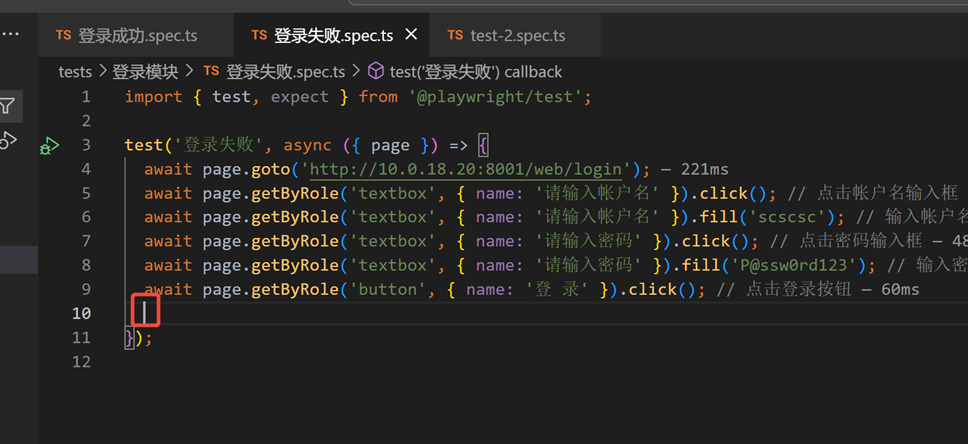 TS 登录成功.spec.ts TS 登录失败.spec.ts × TS test-2.spec.ts
tests > 登录模块 > TS 登录失败.spec.ts > test('登录失败') callback
1 import { test, expect } from '@playwright/test';
2
3 test('登录失败', async ({ page }) => {
4 await page.goto('http://10.0.18.20:8001/web/login'); — 221ms
5 await page.getByRole('textbox', { name: '请输入帐户名' }).click(); // 点击帐户名输入框
6 await page.getByRole('textbox', { name: '请输入帐户名' }).fill('scscsc'); // 输入帐户名
7 await page.getByRole('textbox', { name: '请输入密码' }).click(); // 点击密码输入框 — 48
8 await page.getByRole('textbox', { name: '请输入密码' }).fill('P@ssw0rd123'); // 输入密
9 await page.getByRole('button', { name: '登 录' }).click(); // 点击登录按钮 — 60ms
10
11 });
12